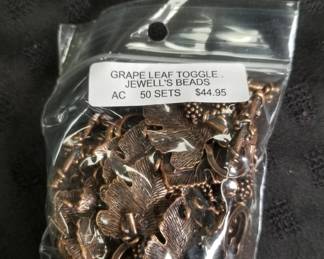 GRAPE LEAF TOGGLE .
JEWELL'S BEADS
AC 50 SETS $44.95